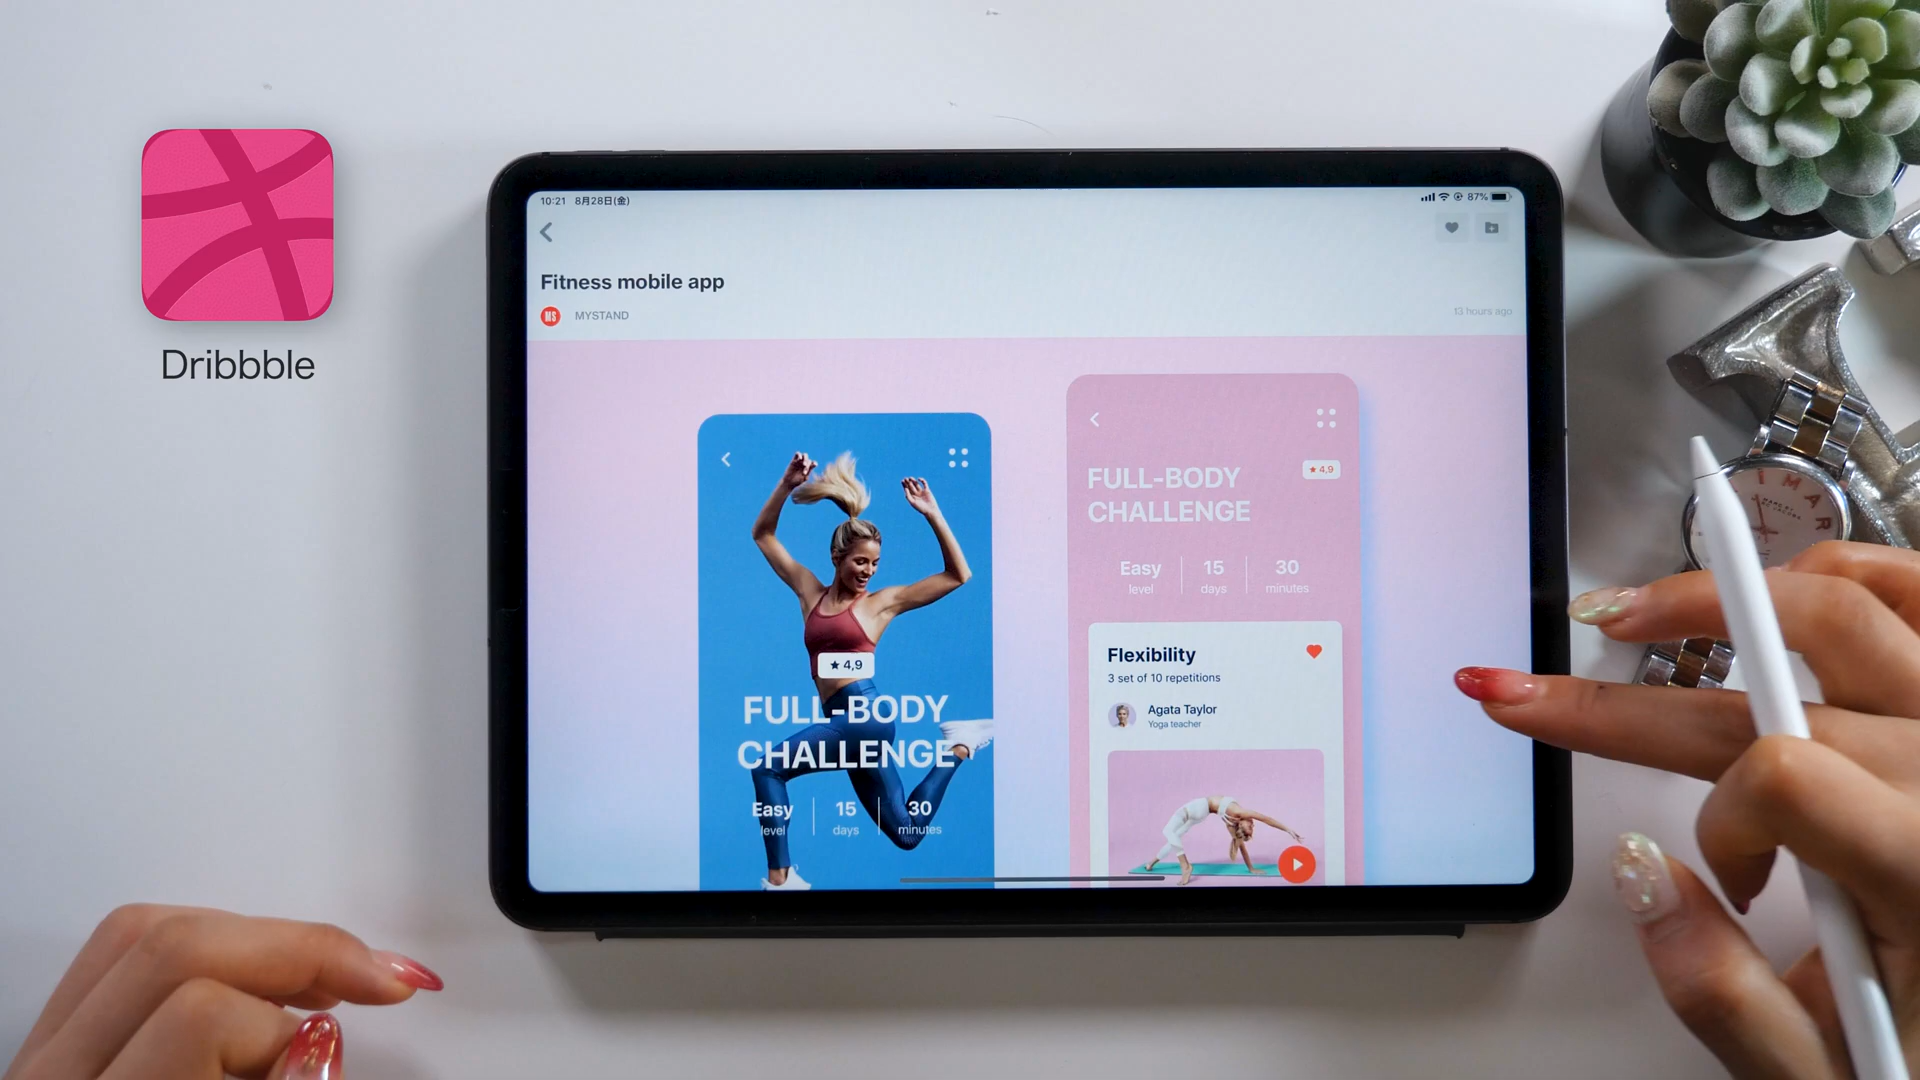 Dribbble
10:21 8月28日(金)
87%
Fitness mobile app
MS
MYSTAND
13 hours ago
4,9
FULL-BODY
CHALLENGE
Easy
level
15
days
30
minutes
FULL-BODY
CHALLENGE
4,9
Easy
level
15
days
30
minutes
Flexibility
3 set of 10 repetitions
Agata Taylor
Yoga teacher
MAR